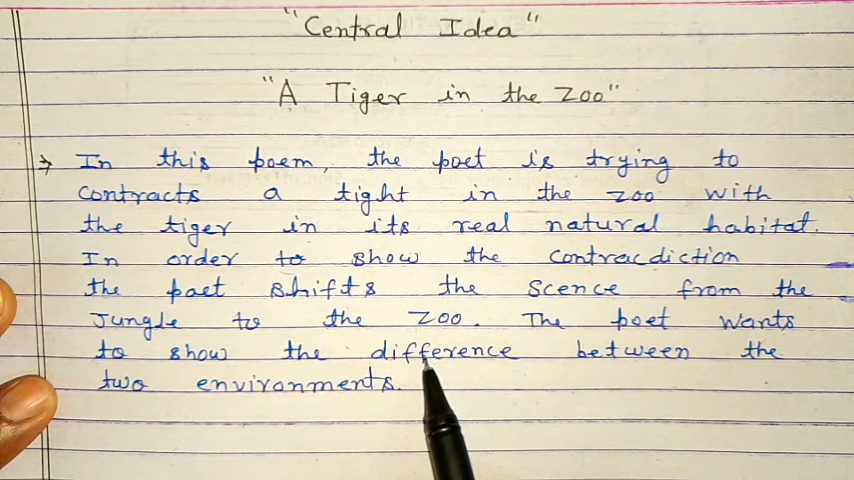 "Central Idea"
"A Tiger in the Zoo"
→ In this poem the poet is trying to
contracts a tight in the zoo with
the tiger in its real natural habitat.
In order to show the contracdiction
the poet shifts the Scence from the
Jungle to the Zoo. The poet wants
to show the difference between the
two environments.